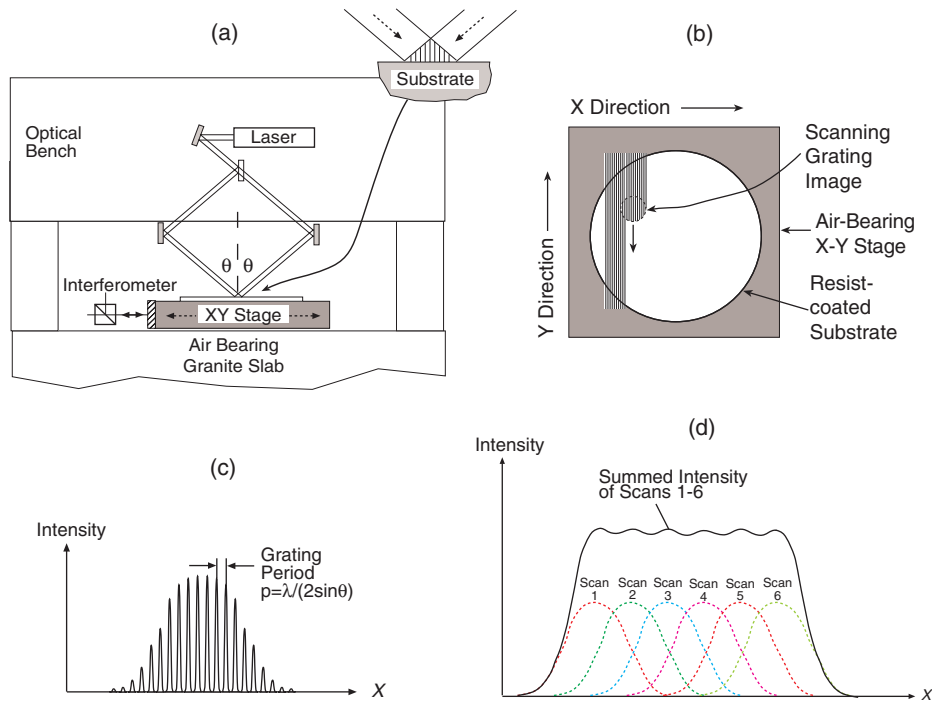 (a)
Substrate
Optical
Bench
Laser
θ θ
Interferometer
XY Stage
Air Bearing
Granite Slab
(b)
X Direction
Scanning
Grating
Image
Y Direction
Air-Bearing
X-Y Stage
Resist-
coated
Substrate
(c)
Intensity
Grating
Period
p=λ/(2sinθ)
X
(d)
Intensity
Summed Intensity
of Scans 1-6
Scan
1
Scan
2
Scan
3
Scan
4
Scan
5
Scan
6
X